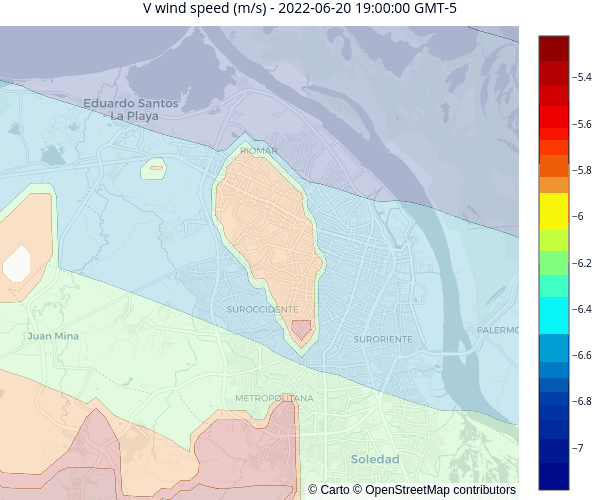 V wind speed (m/s) - 2022-06-20 19:00:00 GMT-5
Eduardo Santos
- La Playa
RIOMAR
SUROCCIDENTE
SURORIENTE
PALERMO
Juan Mina
METROPOLITANA
Soledad
−5.4
−5.6
−5.8
−6
−6.2
−6.4
−6.6
−6.8
−7
© Carto © OpenStreetMap contributors